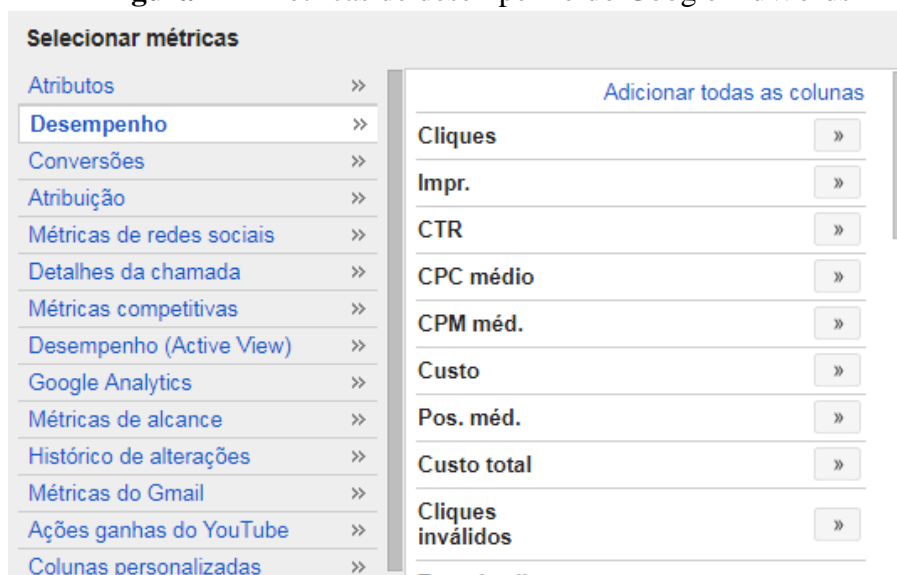 Selecionar métricas
Atributos »
Desempenho »
Conversões »
Atribuição »
Métricas de redes sociais »
Detalhes da chamada »
Métricas competitivas »
Desempenho (Active View) »
Google Analytics »
Métricas de alcance »
Histórico de alterações »
Métricas do Gmail »
Ações ganhas do YouTube »
Colunas personalizadas »
Adicionar todas as colunas
Cliques »
Impr. »
CTR »
CPC médio »
CPM méd. »
Custo »
Pos. méd. »
Custo total »
Cliques
inválidos »